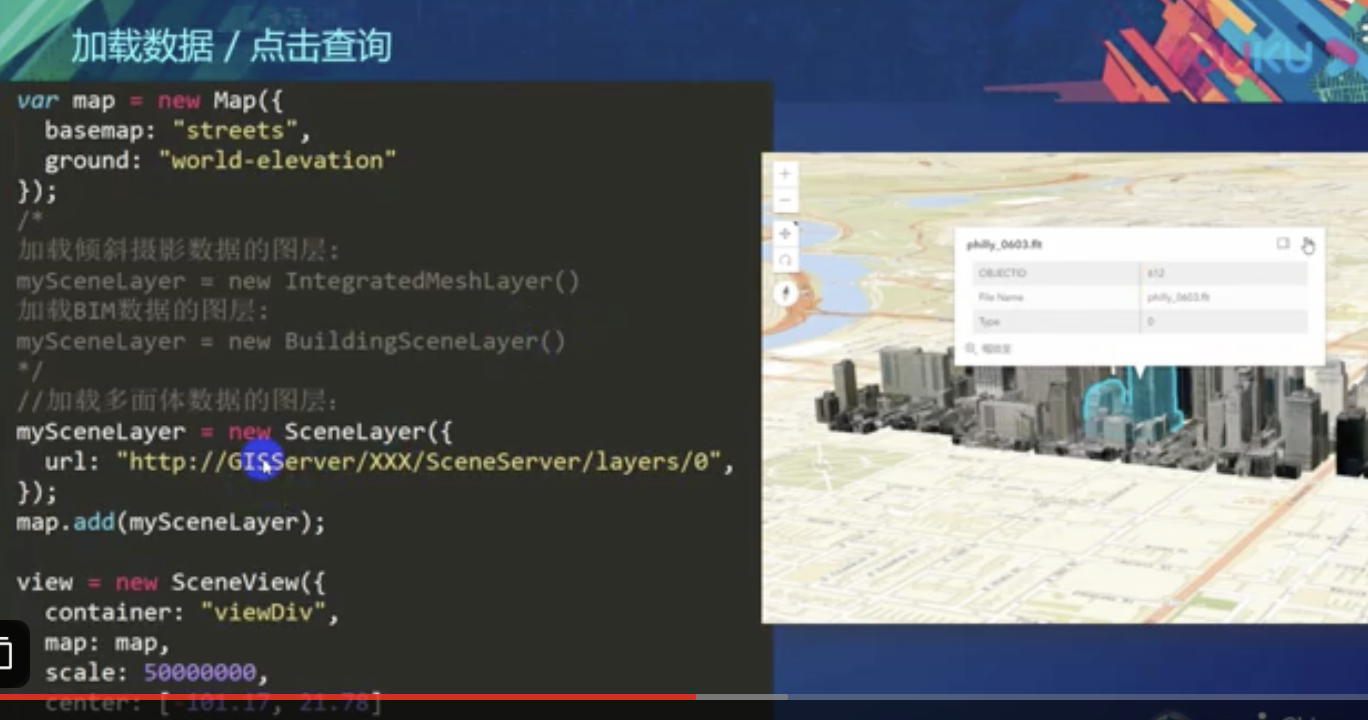 加载数据 / 点击查询
YOUKU
var map = new Map({
basemap: "streets",
ground: "world-elevation"
});
/*
加载倾斜摄影数据的图层:
mySceneLayer = new IntegratedMeshLayer()
加载BIM数据的图层:
mySceneLayer = new BuildingSceneLayer()
*/
//加载多面体数据的图层:
mySceneLayer = new SceneLayer({
url: "http://GISServer/XXX/SceneServer/layers/0",
});
map.add(mySceneLayer);
view = new SceneView({
container: "viewDiv",
map: map,
scale: 50000000,
center: [-101.17, 21.78]
philly_0603.flt
OBJECTID 612
File Name philly_0603.flt
Type 0
缩放至